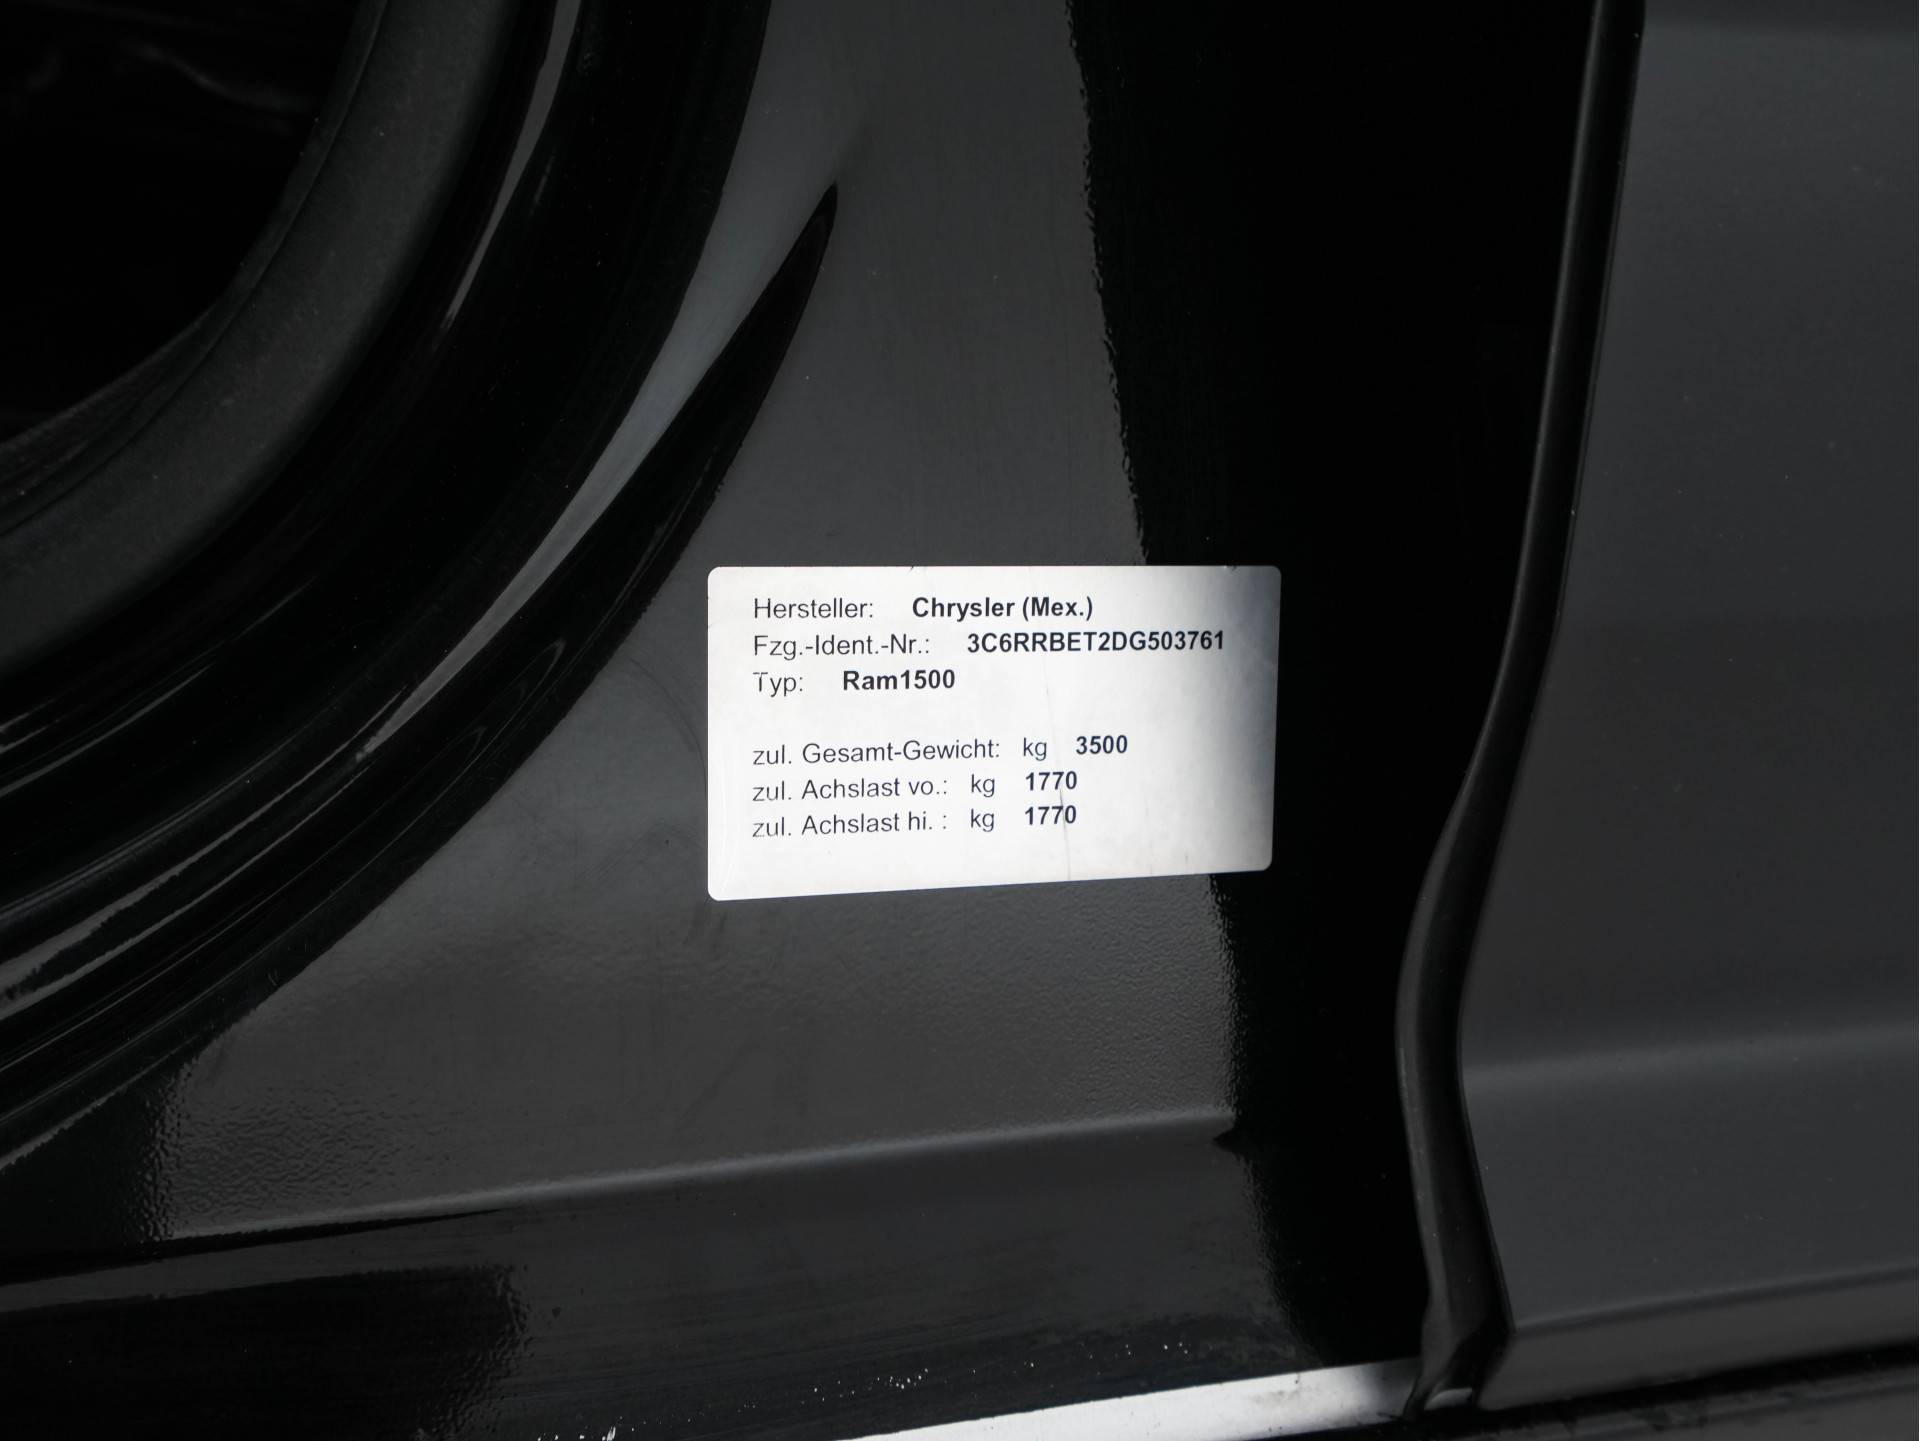 Hersteller: Chrysler (Mex.)
Fzg.-Ident.-Nr.: 3C6RRBET2DG503761
Typ: Ram1500
zul. Gesamt-Gewicht: kg 3500
zul. Achslast vo.: kg 1770
zul. Achslast hi. : kg 1770